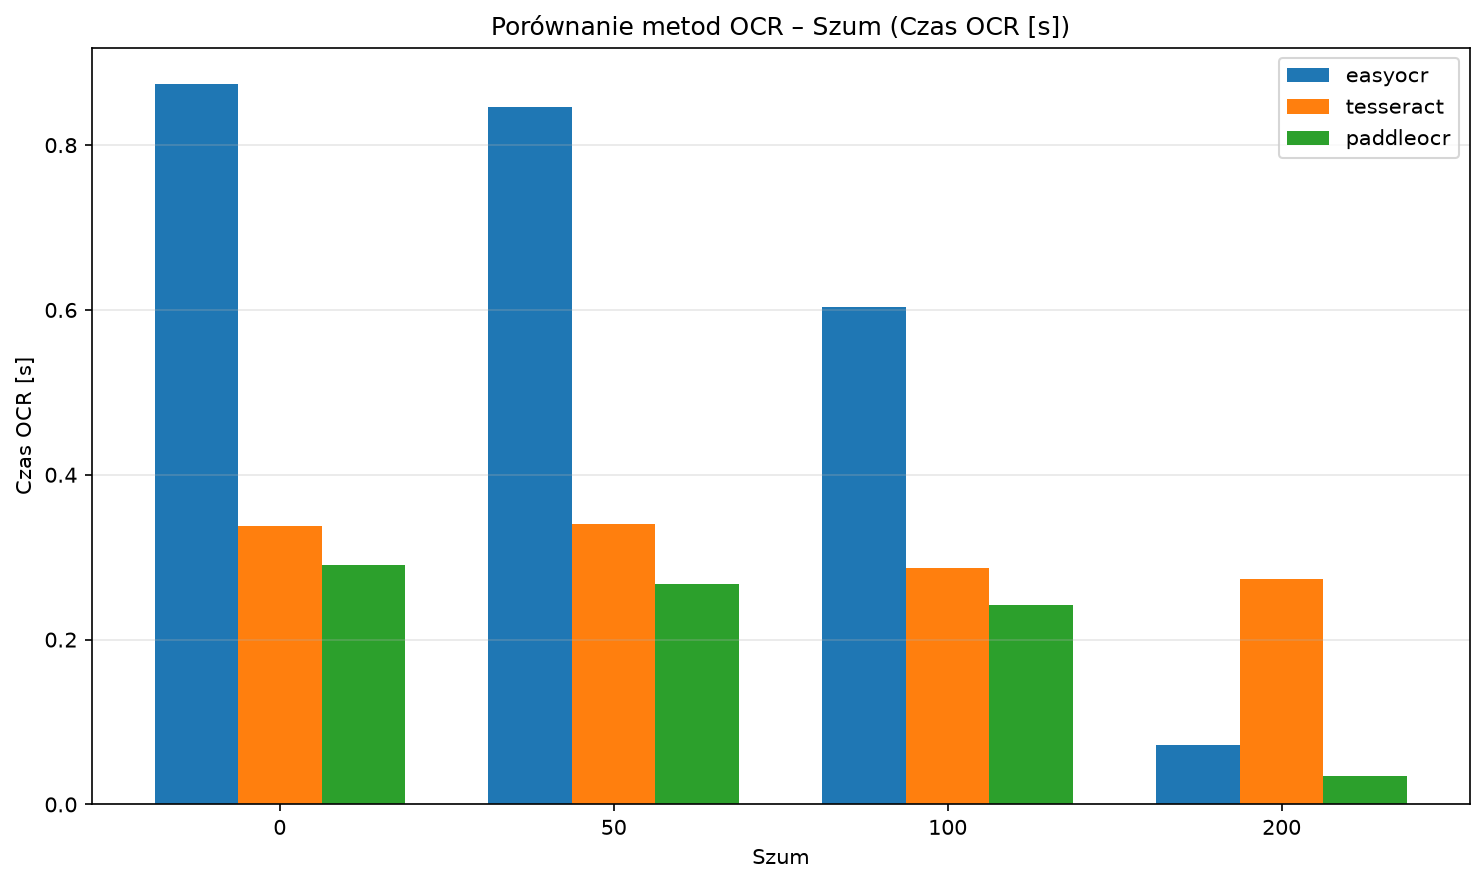 Porównanie metod OCR – Szum (Czas OCR [s])
easyocr
tesseract
paddleocr
Czas OCR [s]
0.8
0.6
0.4
0.2
0.0
0 50 100 200
Szum